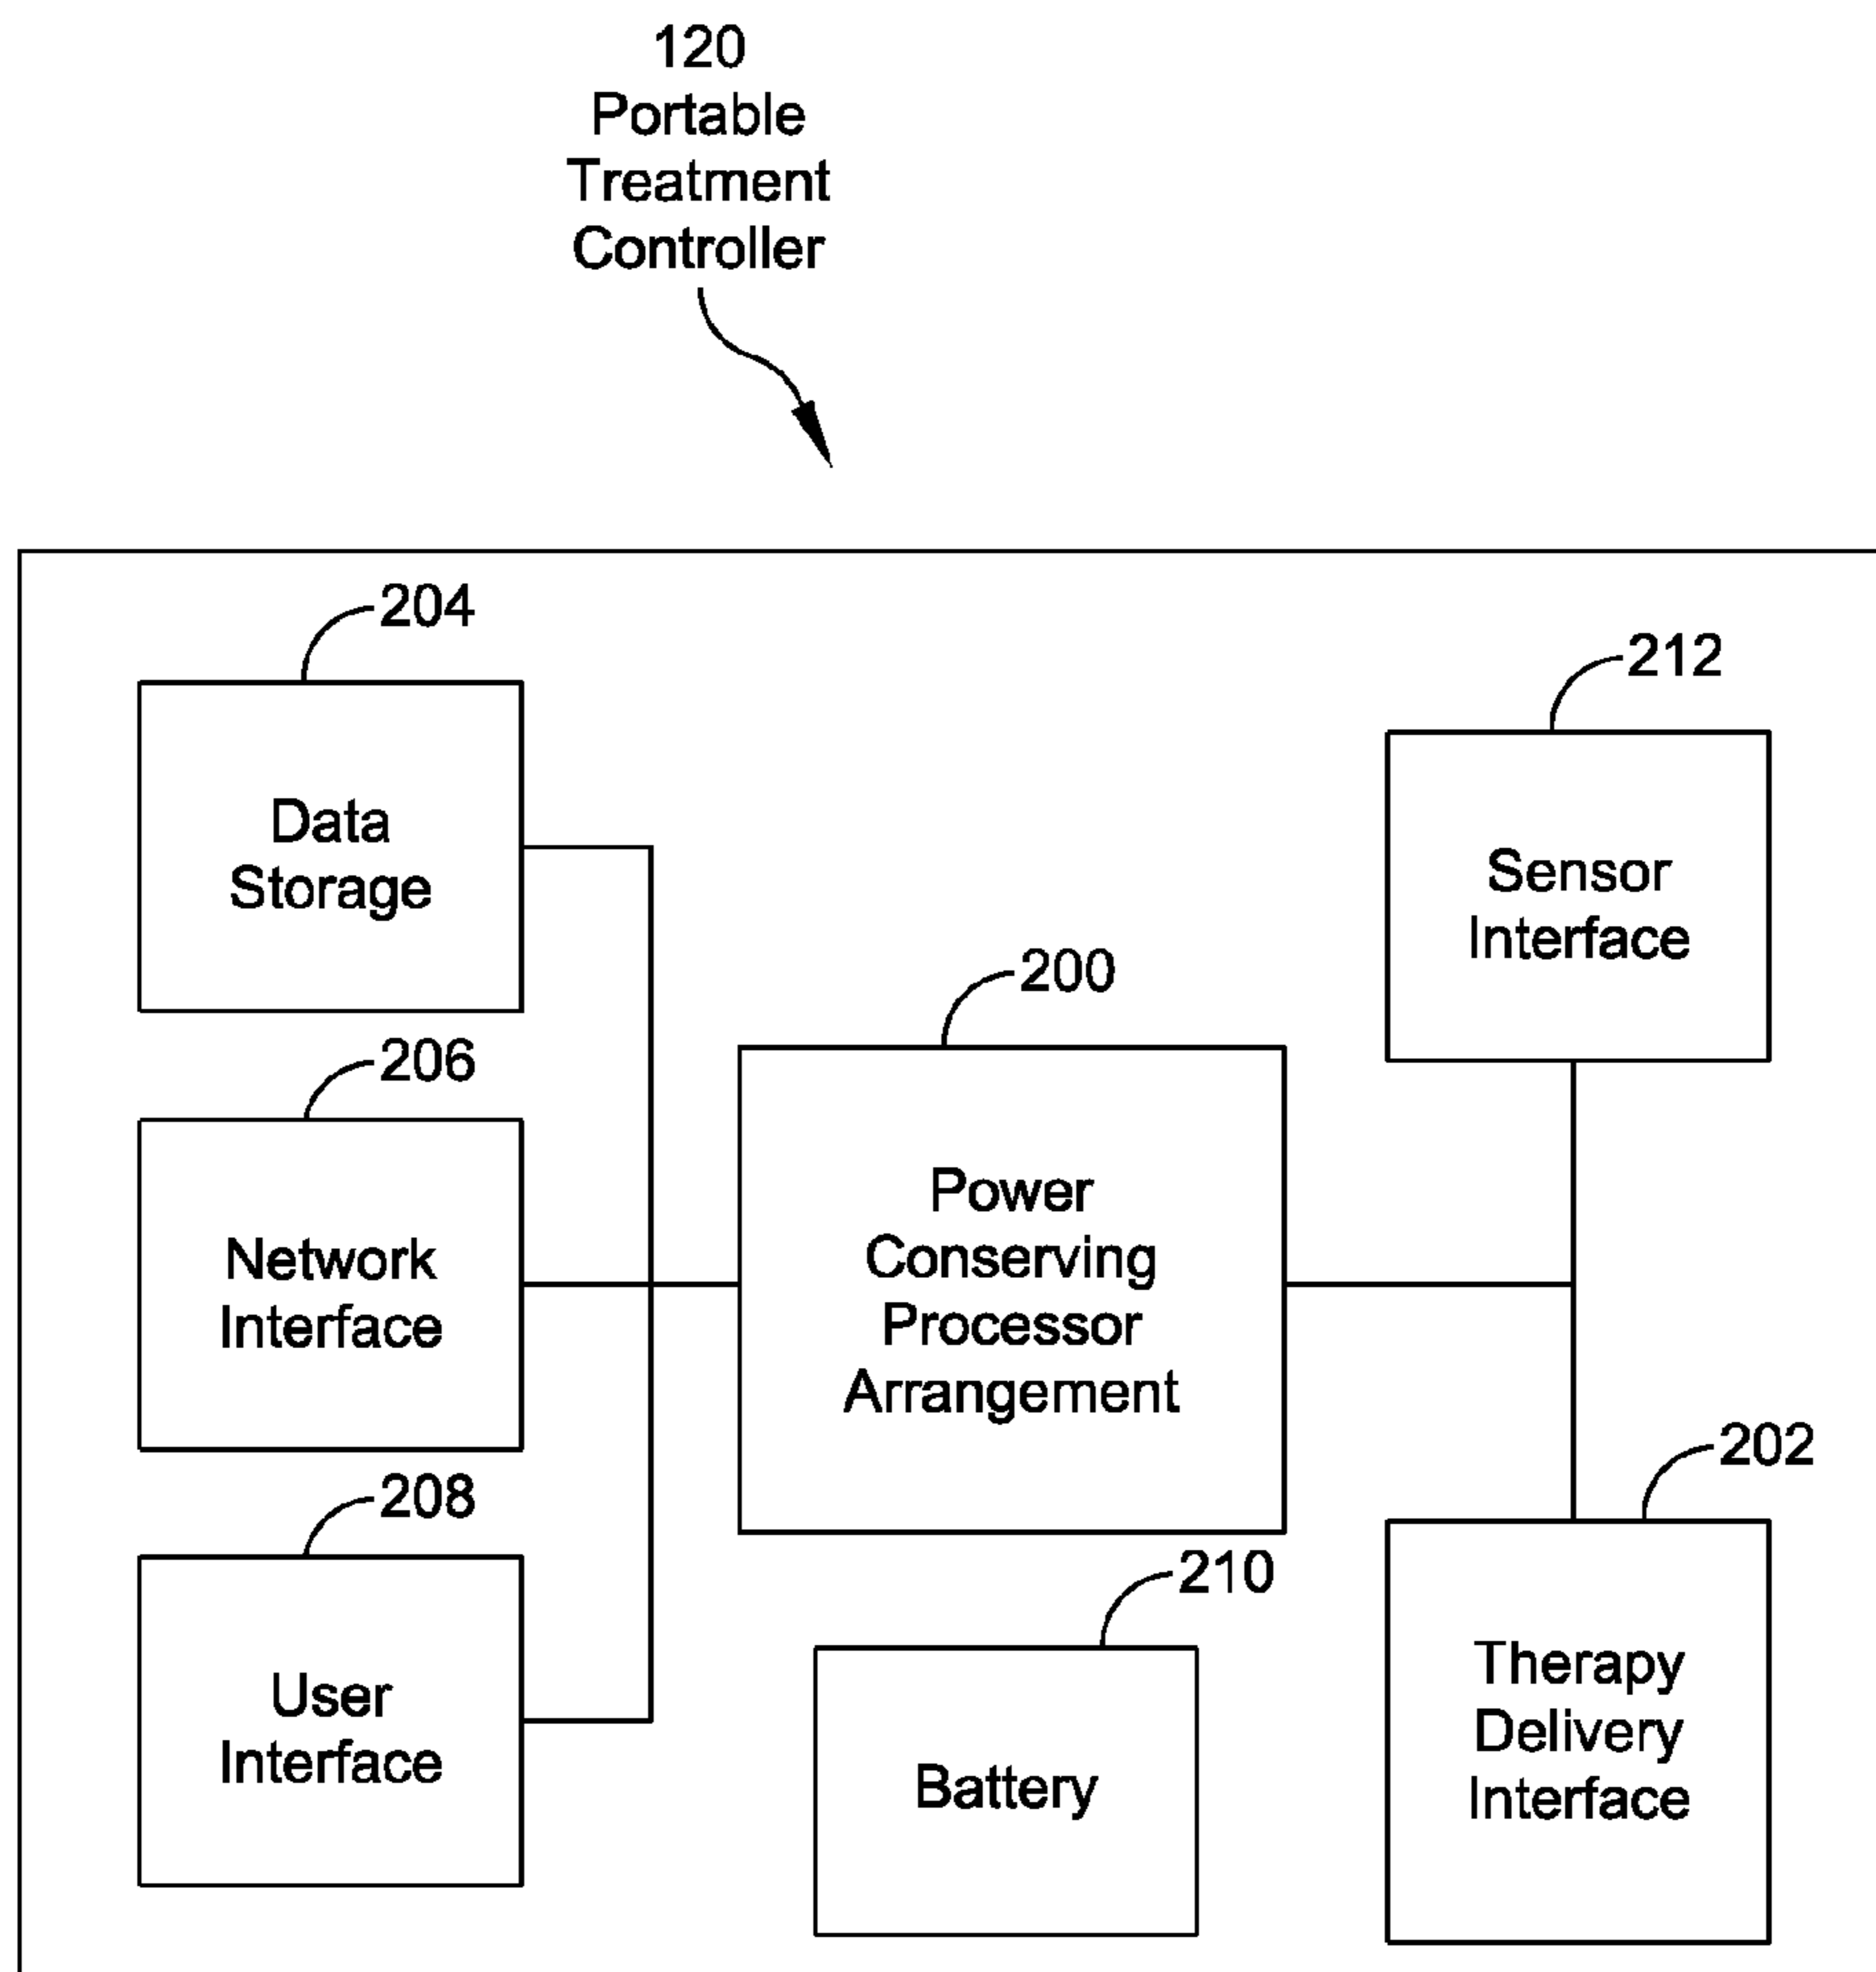 120
Portable
Treatment
Controller
204
Data
Storage
212
Sensor
Interface
200
Power
Conserving
Processor
Arrangement
206
Network
Interface
202
Therapy
Delivery
Interface
208
User
Interface
210
Battery